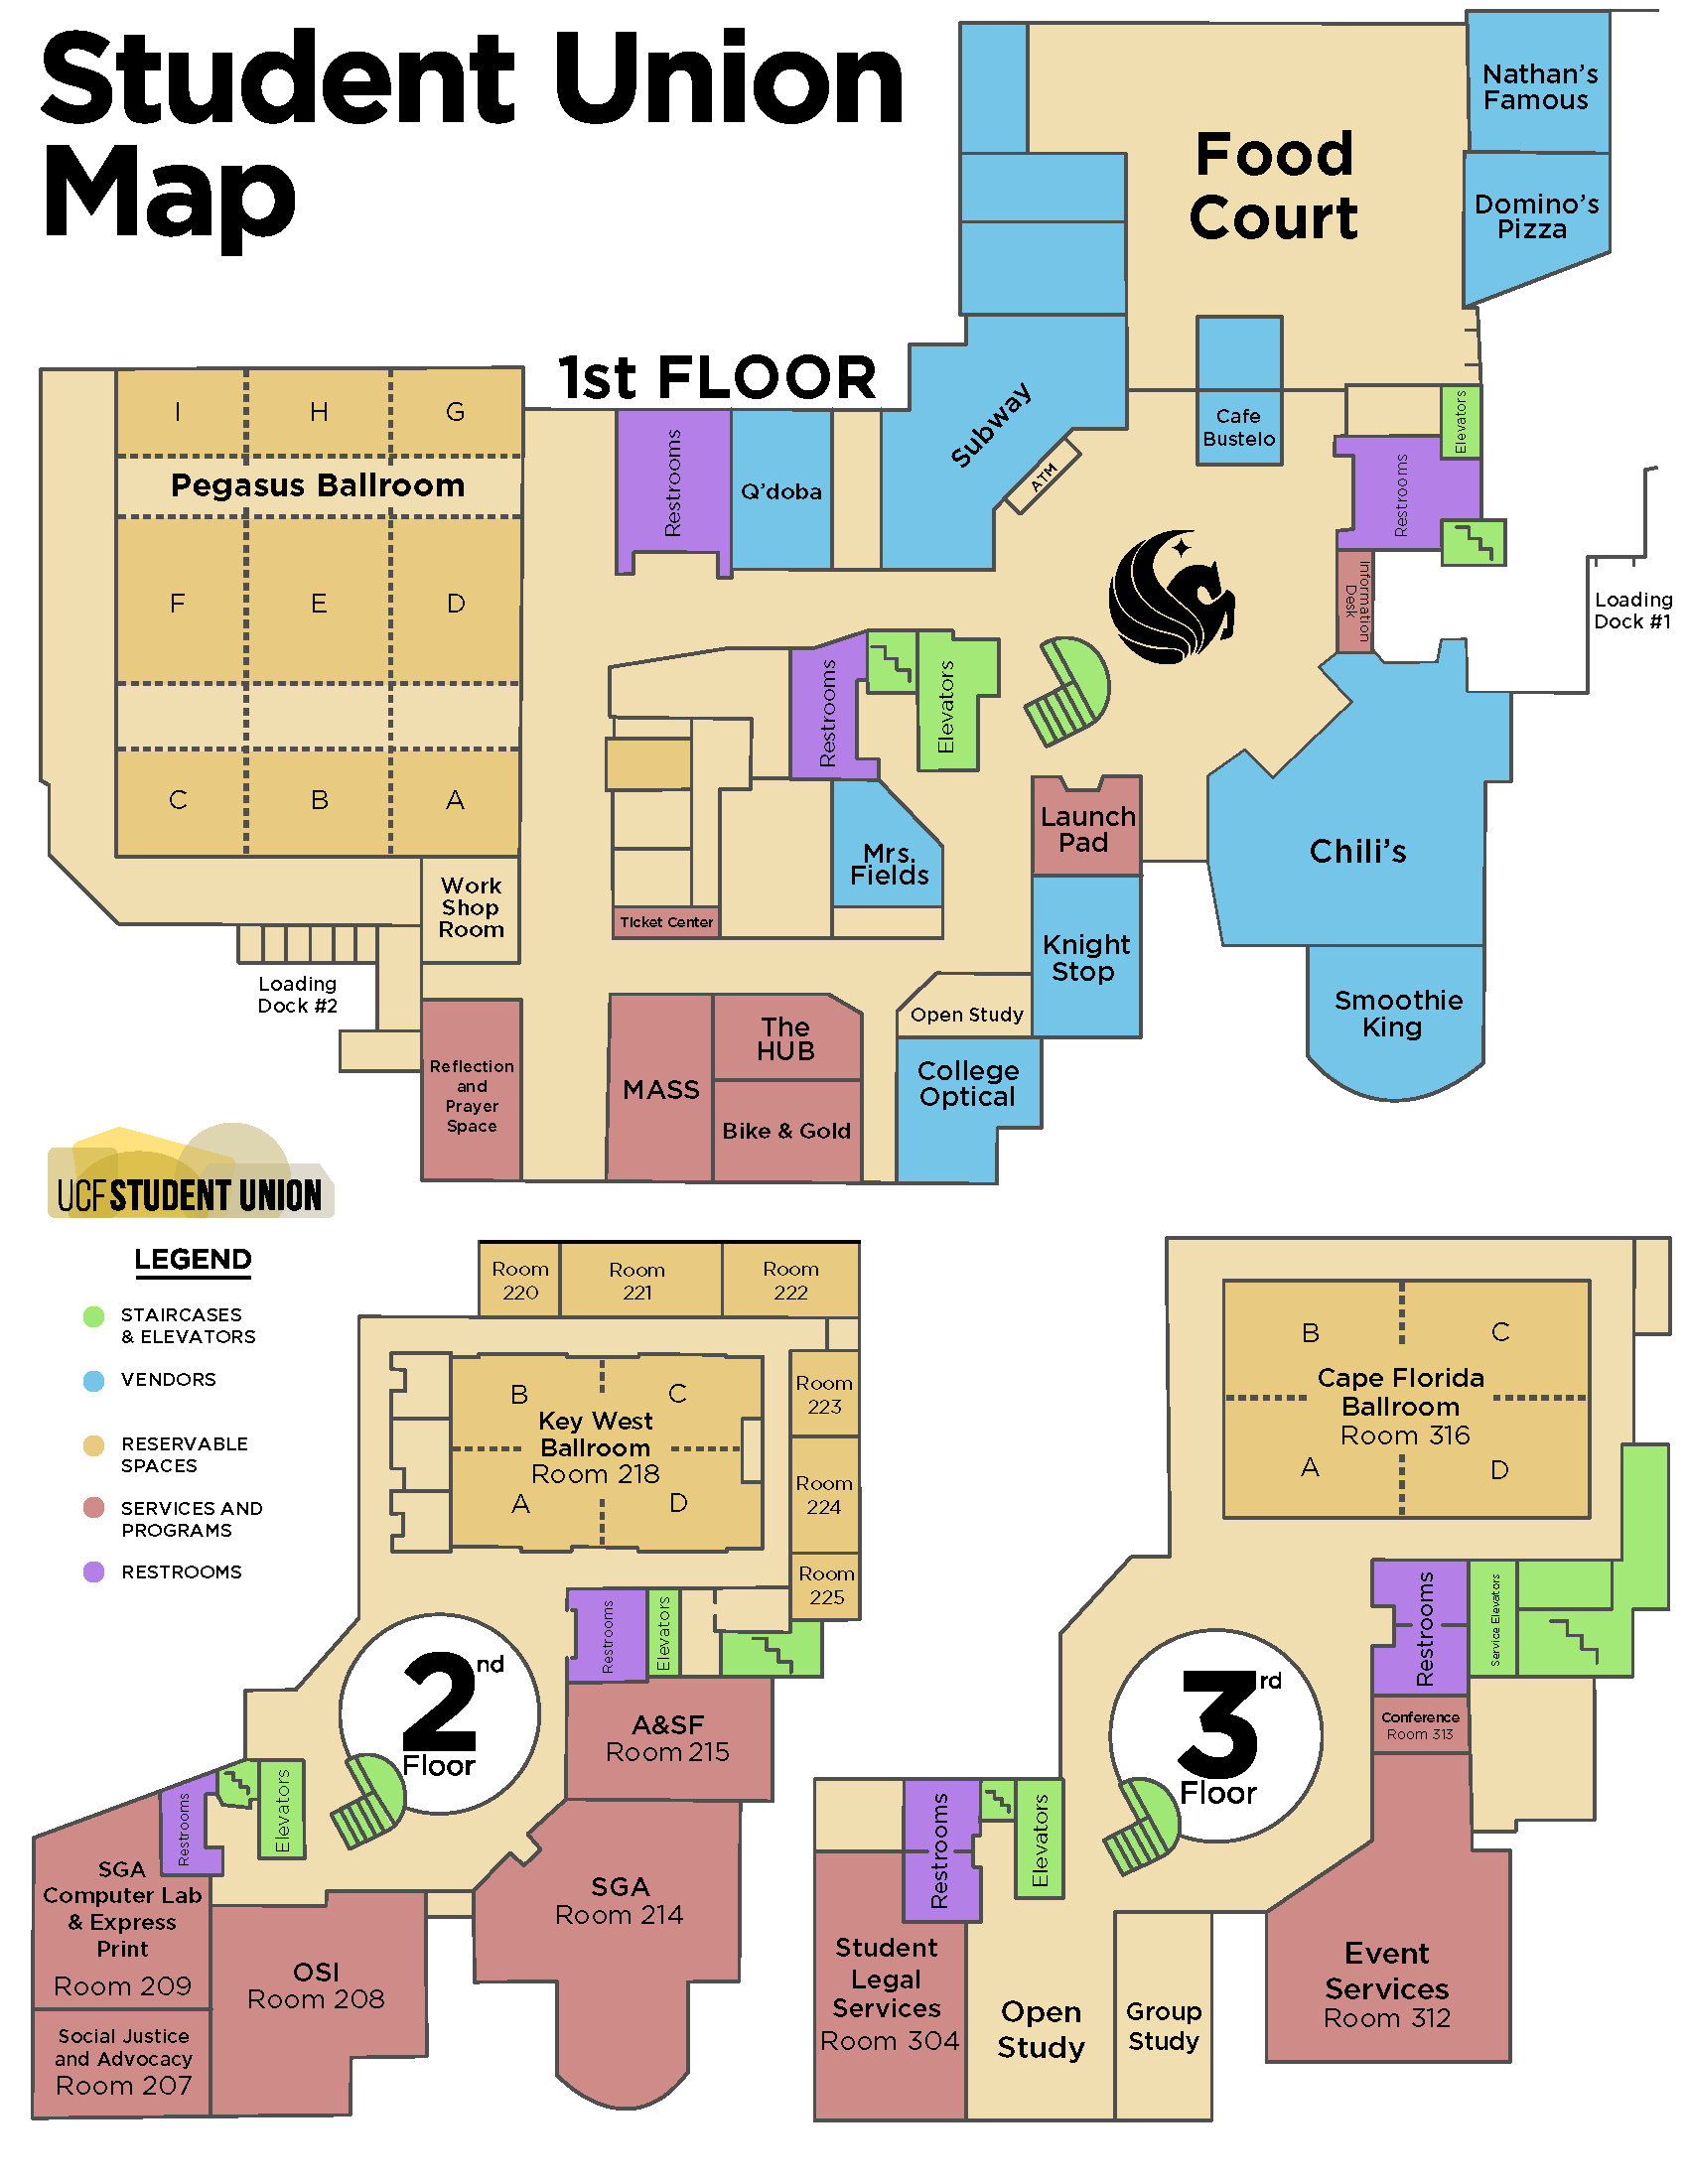 Student Union
Map
Nathan's
Famous
Food
Court
Domino's
Pizza
1st FLOOR
I
H
G
Pegasus Ballroom
F
E
D
C
B
A
Restrooms
Q'doba
Subway
ATM
Cafe
Bustelo
Elevators
Restrooms
Information
Desk
Loading
Dock #1
Restrooms
Elevators
Launch
Pad
Chili's
Mrs.
Fields
Work
Shop
Room
Ticket Center
Knight
Stop
Loading
Dock #2
Open Study
Smoothie
King
Reflection
and
Prayer
Space
MASS
The
HUB
Bike & Gold
College
Optical
UCF STUDENT UNION
LEGEND
STAIRCASES
& ELEVATORS
VENDORS
RESERVABLE
SPACES
SERVICES AND
PROGRAMS
RESTROOMS
Room
220
Room
221
Room
222
Room
223
Room
224
Room
225
B
C
Key West
Ballroom
Room 218
A
D
Restrooms
Elevators
2nd
Floor
A&SF
Room 215
Restrooms
Elevators
SGA
Computer Lab
& Express
Print
Room 209
OSI
Room 208
SGA
Room 214
Social Justice
and Advocacy
Room 207
B
C
Cape Florida
Ballroom
Room 316
A
D
Restrooms
Service Elevators
3rd
Floor
Conference
Room 313
Restrooms
Elevators
Student
Legal
Services
Room 304
Open
Study
Group
Study
Event
Services
Room 312